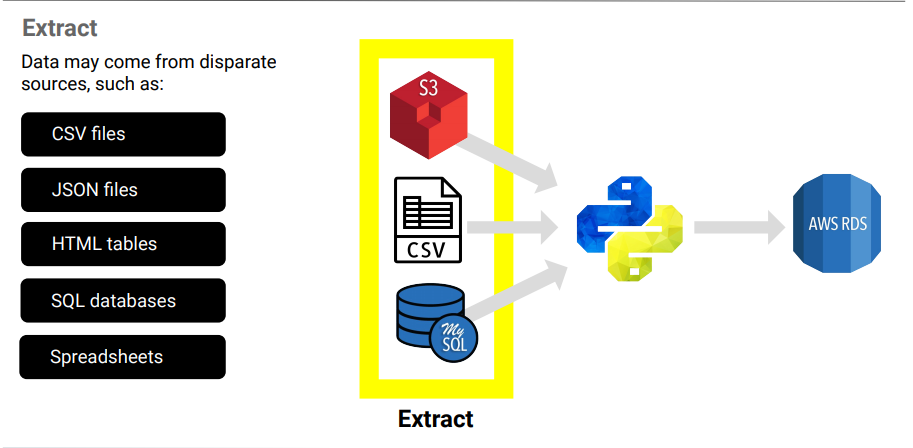 Extract
Data may come from disparate
sources, such as:
CSV files
JSON files
HTML tables
SQL databases
Spreadsheets
S3
CSV
My
SQL
Extract
AWS RDS